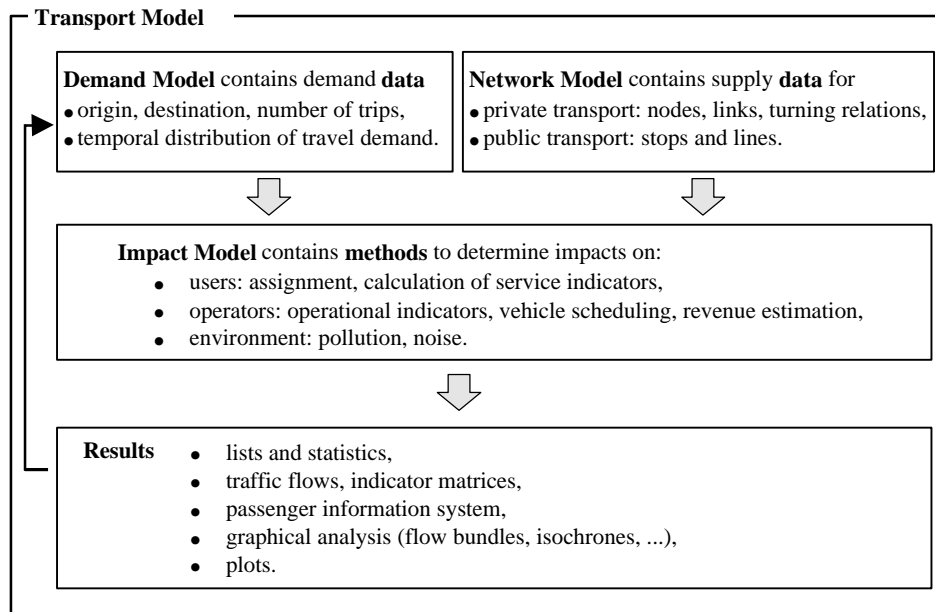 Transport Model
Demand Model contains demand data
● origin, destination, number of trips,
● temporal distribution of travel demand.
Network Model contains supply data for
● private transport: nodes, links, turning relations,
● public transport: stops and lines.
Impact Model contains methods to determine impacts on:
● users: assignment, calculation of service indicators,
● operators: operational indicators, vehicle scheduling, revenue estimation,
● environment: pollution, noise.
Results ● lists and statistics,
● traffic flows, indicator matrices,
● passenger information system,
● graphical analysis (flow bundles, isochrones, ...),
● plots.